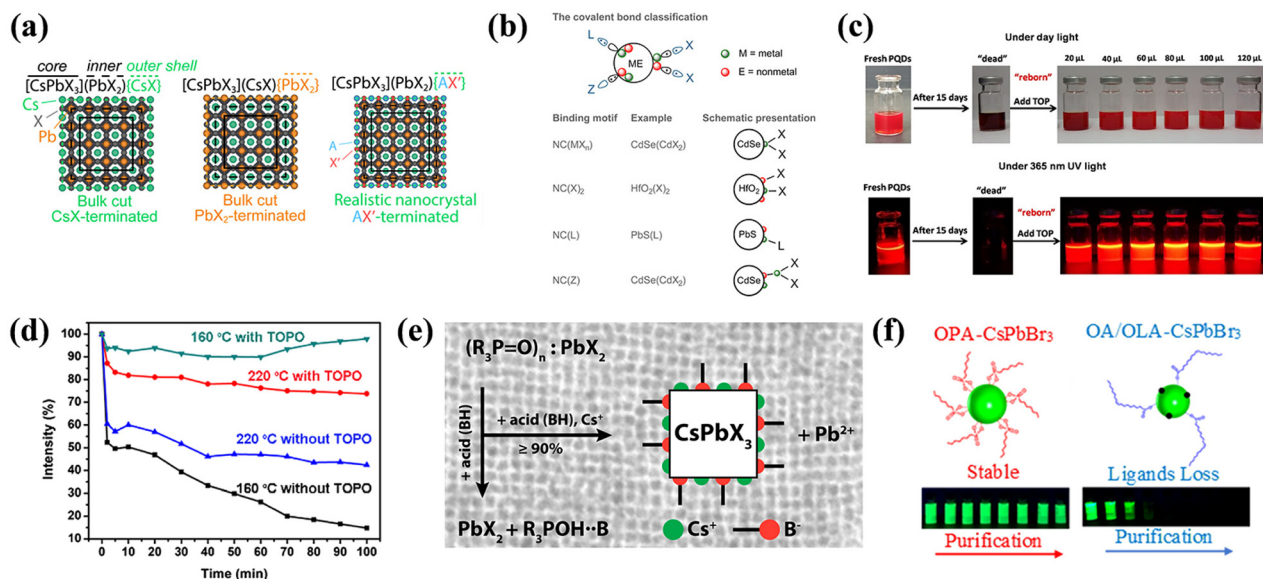 (a)
core inner outer shell
[CsPbX₃](PbX₂){CsX}
Cs
X
Pb
Bulk cut
CsX-terminated
[CsPbX₃](CsX){PbX₂}
Bulk cut
PbX₂-terminated
[CsPbX₃](PbX₂){AX'}
A
X'
Realistic nanocrystal
AX'-terminated
(b)
The covalent bond classification
L
X
ME
Z
X
M = metal
E = nonmetal
Binding motif Example Schematic presentation
NC(MXₙ) CdSe(CdX₂) CdSe X X
NC(X)₂ HfO₂(X)₂ HfO₂ X X
NC(L) PbS(L) PbS L
NC(Z) CdSe(CdX₂) CdSe X X
(c)
Under day light
Fresh PQDs
After 15 days
"dead"
"reborn"
Add TOP
20 μL 40 μL 60 μL 80 μL 100 μL 120 μL
Under 365 nm UV light
Fresh PQDs
After 15 days
"dead"
"reborn"
Add TOP
(d)
Intensity (%)
100
90
80
70
60
50
40
30
20
10
160 °C with TOPO
220 °C with TOPO
220 °C without TOPO
160 °C without TOPO
0 10 20 30 40 50 60 70 80 90 100
Time (min)
(e)
(R₃P=O)ₙ : PbX₂
+ acid (BH)
+ acid (BH), Cs⁺
≥ 90%
CsPbX₃
+ Pb²⁺
PbX₂ + R₃POH··B
Cs⁺
B⁻
(f)
OPA-CsPbBr₃
Stable
Purification
OA/OLA-CsPbBr₃
Ligands Loss
Purification